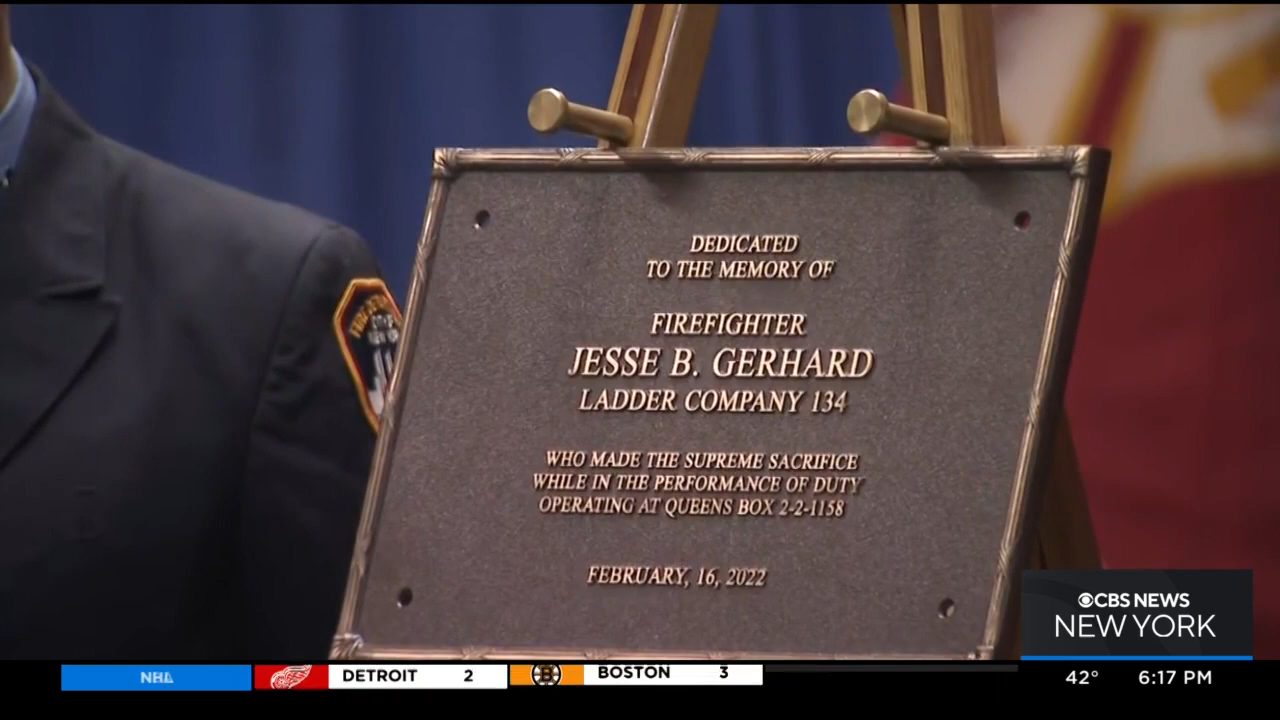 DEDICATED
TO THE MEMORY OF
FIREFIGHTER
JESSE B. GERHARD
LADDER COMPANY 134
WHO MADE THE SUPREME SACRIFICE
WHILE IN THE PERFORMANCE OF DUTY
OPERATING AT QUEENS BOX 2-2-1158
FEBRUARY, 16, 2022
CBS NEWS
NEW YORK
NHL DETROIT 2 BOSTON 3
42° 6:17 PM